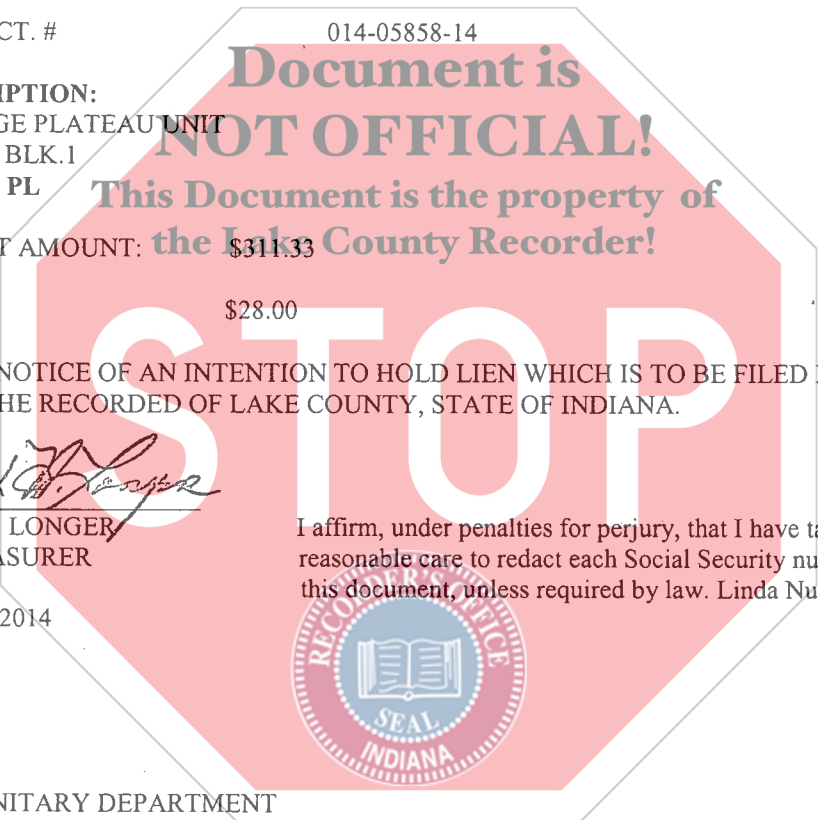 CT. # 014-05858-14
Document is
IPTION:
GE PLATEAU UNIT
NOT OFFICIAL!
BLK.1
PL
This Document is the property of
T AMOUNT: $311.33
the Lake County Recorder!
$28.00
STOP
NOTICE OF AN INTENTION TO HOLD LIEN WHICH IS TO BE FILED
HE RECORDED OF LAKE COUNTY, STATE OF INDIANA.
LONGER
I affirm, under penalties for perjury, that I have ta
ASURER
reasonable care to redact each Social Security nu
this document, unless required by law. Linda Nu
2014
RECORDER'S OFFICE
SEAL
INDIANA
NITARY DEPARTMENT